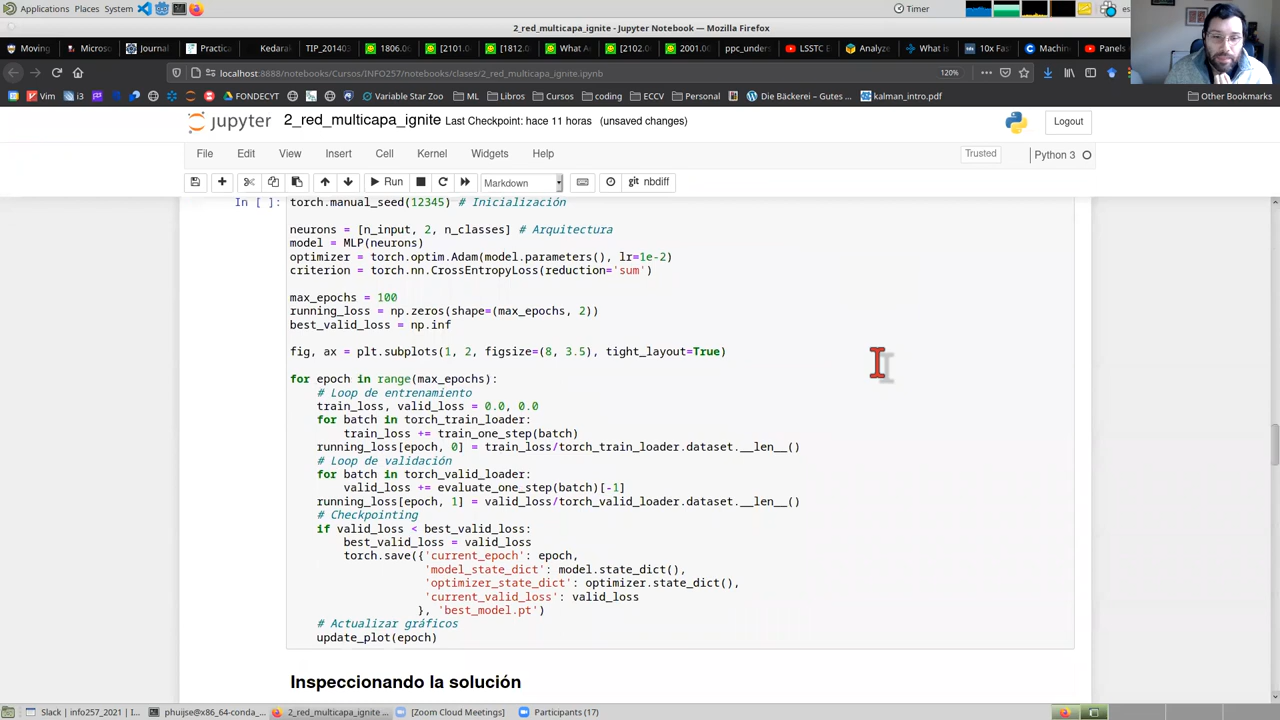 Applications Places System
Timer
es
2_red_multicapa_ignite - Jupyter Notebook — Mozilla Firefox
Moving
Microso
Journal
Practica
Kedarak
TIP_2014
1806.06
[2101.0
[1812.0
What A
[2102.0
2001.00
ppc_unders
LSSTC E
Analyze
What is
10x Fas
Machin
Panels
localhost:8888/notebooks/Cursos/INFO257/notebooks/clases/2_red_multicapa_ignite.ipynb
120%
Vim i3 FONDECYT Variable Star Zoo ML Libros Cursos coding ECCV Personal Die Bäckerei – Gutes ... kalman_intro.pdf Other Bookmarks
jupyter 2_red_multicapa_ignite Last Checkpoint: hace 11 horas (unsaved changes) Logout
File Edit View Insert Cell Kernel Widgets Help Trusted Python 3
Run Markdown git nbdiff
In [ ]: torch.manual_seed(12345) # Inicialización
neurons = [n_input, 2, n_classes] # Arquitectura
model = MLP(neurons)
optimizer = torch.optim.Adam(model.parameters(), lr=1e-2)
criterion = torch.nn.CrossEntropyLoss(reduction='sum')
max_epochs = 100
running_loss = np.zeros(shape=(max_epochs, 2))
best_valid_loss = np.inf
fig, ax = plt.subplots(1, 2, figsize=(8, 3.5), tight_layout=True)
for epoch in range(max_epochs):
# Loop de entrenamiento
train_loss, valid_loss = 0.0, 0.0
for batch in torch_train_loader:
train_loss += train_one_step(batch)
running_loss[epoch, 0] = train_loss/torch_train_loader.dataset.__len__()
# Loop de validación
for batch in torch_valid_loader:
valid_loss += evaluate_one_step(batch)[-1]
running_loss[epoch, 1] = valid_loss/torch_valid_loader.dataset.__len__()
# Checkpointing
if valid_loss < best_valid_loss:
best_valid_loss = valid_loss
torch.save({'current_epoch': epoch,
'model_state_dict': model.state_dict(),
'optimizer_state_dict': optimizer.state_dict(),
'current_valid_loss': valid_loss
}, 'best_model.pt')
# Actualizar gráficos
update_plot(epoch)
Inspeccionando la solución
Slack | info257_2021 | I... phuijse@x86_64-conda_... 2_red_multicapa_ignite ... [Zoom Cloud Meetings] Participants (17)